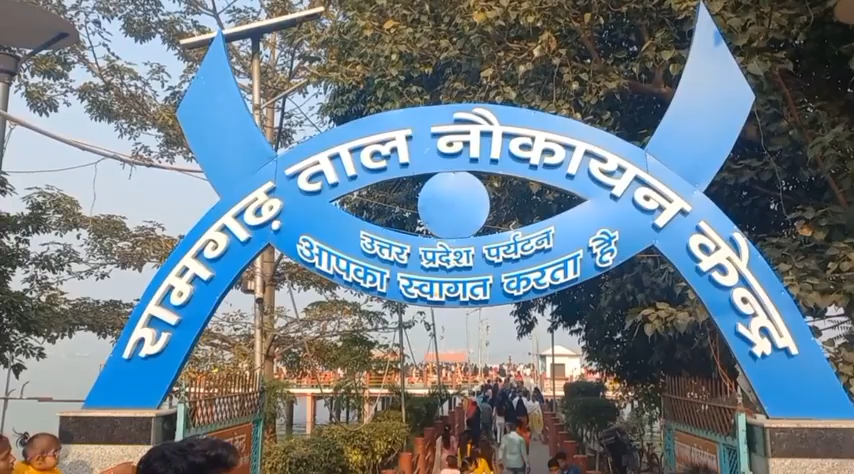 रामगढ़ ताल नौकायन केन्द्र
उत्तर प्रदेश पर्यटन
आपका स्वागत करता है